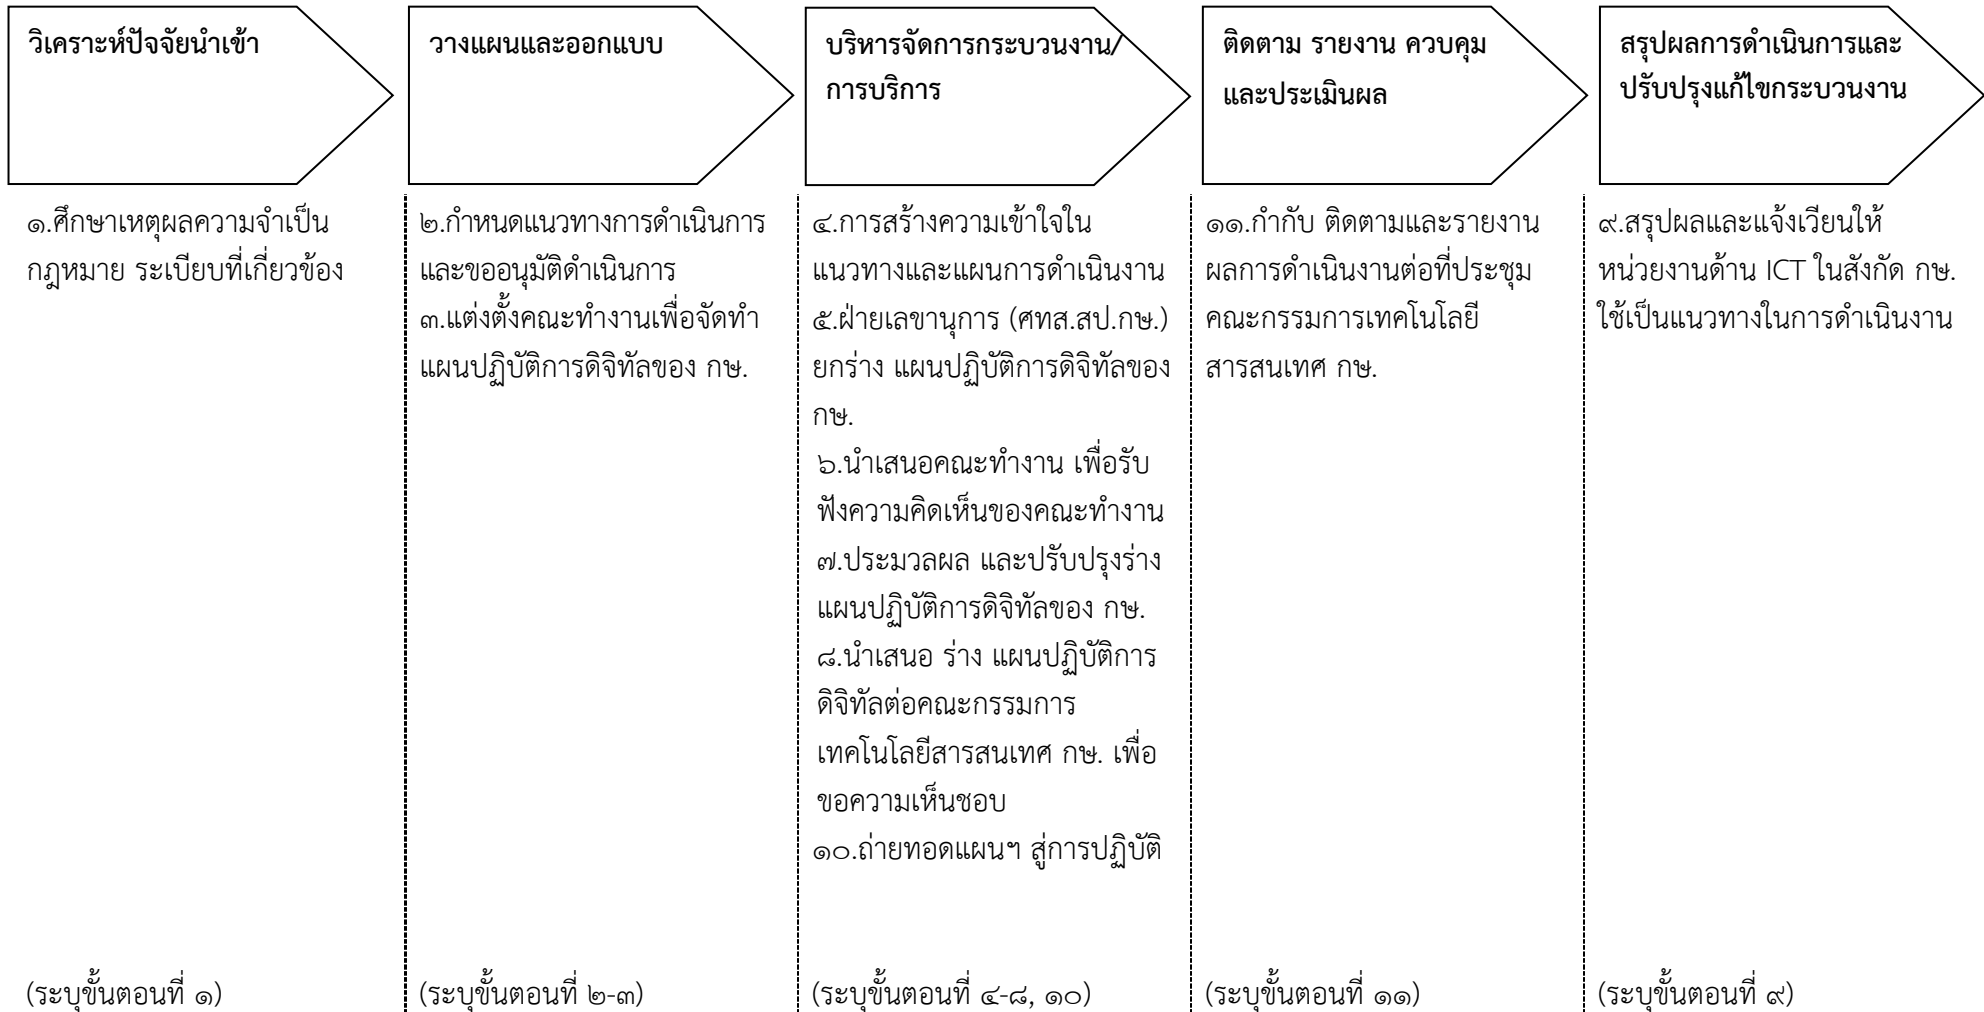 วิเคราะห์ปัจจัยนำเข้า
วางแผนและออกแบบ
บริหารจัดการกระบวนงาน/
การบริการ
ติดตาม รายงาน ควบคุม
และประเมินผล
สรุปผลการดำเนินการและ
ปรับปรุงแก้ไขกระบวนงาน
๑.ศึกษาเหตุผลความจำเป็น
กฎหมาย ระเบียบที่เกี่ยวข้อง
(ระบุขั้นตอนที่ ๑)
๒.กำหนดแนวทางการดำเนินการ
และขออนุมัติดำเนินการ
๓.แต่งตั้งคณะทำงานเพื่อจัดทำ
แผนปฏิบัติการดิจิทัลของ กษ.
(ระบุขั้นตอนที่ ๒-๓)
๔.การสร้างความเข้าใจใน
แนวทางและแผนการดำเนินงาน
๕.ฝ่ายเลขานุการ (ศทส.สป.กษ.)
ยกร่าง แผนปฏิบัติการดิจิทัลของ
กษ.
๖.นำเสนอคณะทำงาน เพื่อรับ
ฟังความคิดเห็นของคณะทำงาน
๗.ประมวลผล และปรับปรุงร่าง
แผนปฏิบัติการดิจิทัลของ กษ.
๘.นำเสนอ ร่าง แผนปฏิบัติการ
ดิจิทัลต่อคณะกรรมการ
เทคโนโลยีสารสนเทศ กษ. เพื่อ
ขอความเห็นชอบ
๑๐.ถ่ายทอดแผนฯ สู่การปฏิบัติ
(ระบุขั้นตอนที่ ๔-๘, ๑๐)
๑๑.กำกับ ติดตามและรายงาน
ผลการดำเนินงานต่อที่ประชุม
คณะกรรมการเทคโนโลยี
สารสนเทศ กษ.
(ระบุขั้นตอนที่ ๑๑)
๙.สรุปผลและแจ้งเวียนให้
หน่วยงานด้าน ICT ในสังกัด กษ.
ใช้เป็นแนวทางในการดำเนินงาน
(ระบุขั้นตอนที่ ๙)